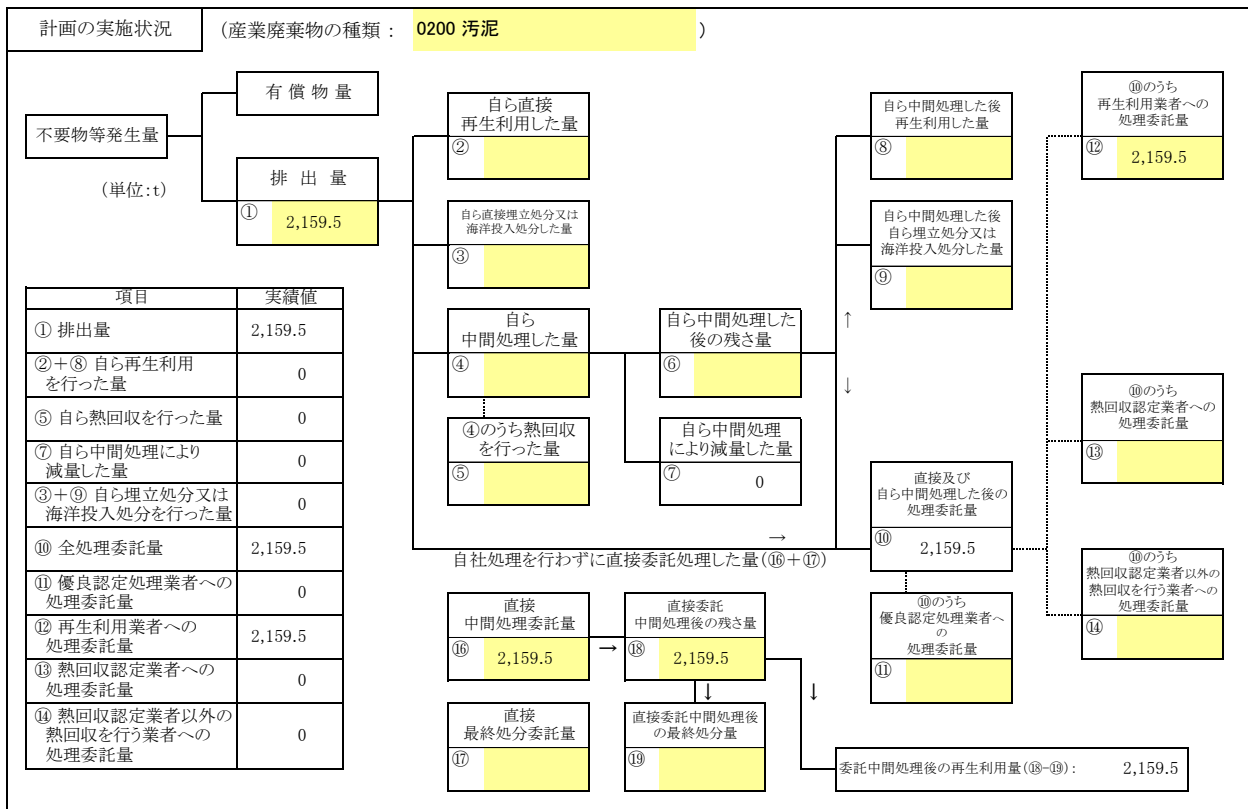 計画の実施状況
(産業廃棄物の種類: 0200 汚泥 )
不要物等発生量
(単位:t)
有償物量
排出量
① 2,159.5
自ら直接
再生利用した量
②
自ら直接埋立処分又は
海洋投入処分した量
③
自ら
中間処理した量
④
④のうち熱回収
を行った量
⑤
自ら中間処理した
後の残さ量
⑥
自ら中間処理
により減量した量
⑦ 0
自ら中間処理した後
再生利用した量
⑧
自ら中間処理した後
自ら埋立処分又は
海洋投入処分した量
⑨
↑
↓
直接及び
自ら中間処理した後の
処理委託量
⑩ 2,159.5
⑩のうち
優良認定処理業者へ
の
処理委託量
⑪
⑩のうち
再生利用業者への
処理委託量
⑫ 2,159.5
⑩のうち
熱回収認定業者への
処理委託量
⑬
⑩のうち
熱回収認定業者以外の
熱回収を行う業者への
処理委託量
⑭
→
自社処理を行わずに直接委託処理した量(⑯+⑰)
直接
中間処理委託量
⑯ 2,159.5
→
直接委託
中間処理後の残さ量
⑱ 2,159.5
↓
↓
直接
最終処分委託量
⑰
直接委託中間処理後
の最終処分量
⑲
委託中間処理後の再生利用量(⑱-⑲): 2,159.5
項目 実績値
① 排出量 2,159.5
②+⑧ 自ら再生利用
を行った量 0
⑤ 自ら熱回収を行った量 0
⑦ 自ら中間処理により
減量した量 0
③+⑨ 自ら埋立処分又は
海洋投入処分を行った量 0
⑩ 全処理委託量 2,159.5
⑪ 優良認定処理業者への
処理委託量 0
⑫ 再生利用業者への
処理委託量 2,159.5
⑬ 熱回収認定業者への
処理委託量 0
⑭ 熱回収認定業者以外の
熱回収を行う業者への
処理委託量 0